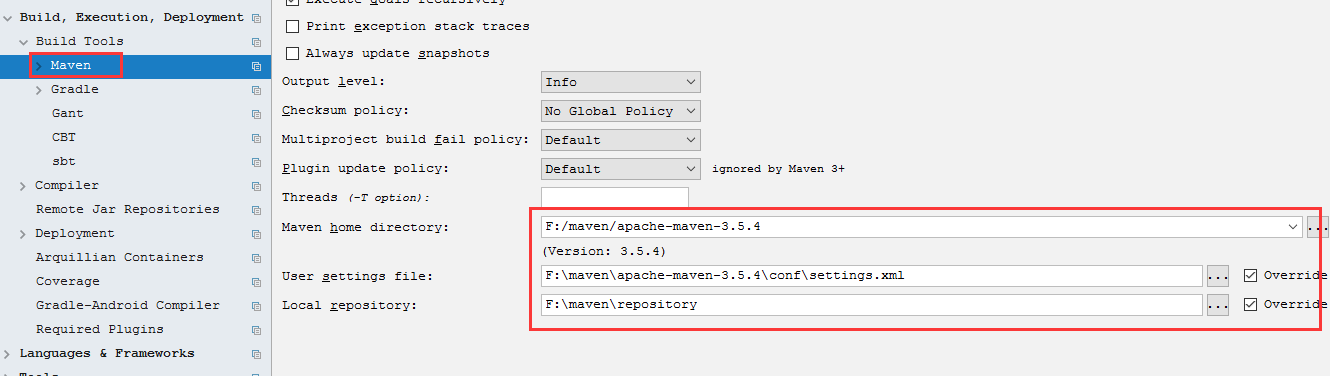 Execute goals recursively
Build, Execution, Deployment
Print exception stack traces
Build Tools
Always update snapshots
Maven
Output level: Info
Gradle
Checksum policy: No Global Policy
Gant
Multiproject build fail policy: Default
CBT
sbt
Plugin update policy: Default ignored by Maven 3+
Compiler
Threads (-T option):
Remote Jar Repositories
Maven home directory: F:/maven/apache-maven-3.5.4 ...
Deployment
(Version: 3.5.4)
Arquillian Containers
User settings file: F:\maven\apache-maven-3.5.4\conf\settings.xml ... Override
Coverage
Local repository: F:\maven\repository ... Override
Gradle-Android Compiler
Required Plugins
Languages & Frameworks
Tools